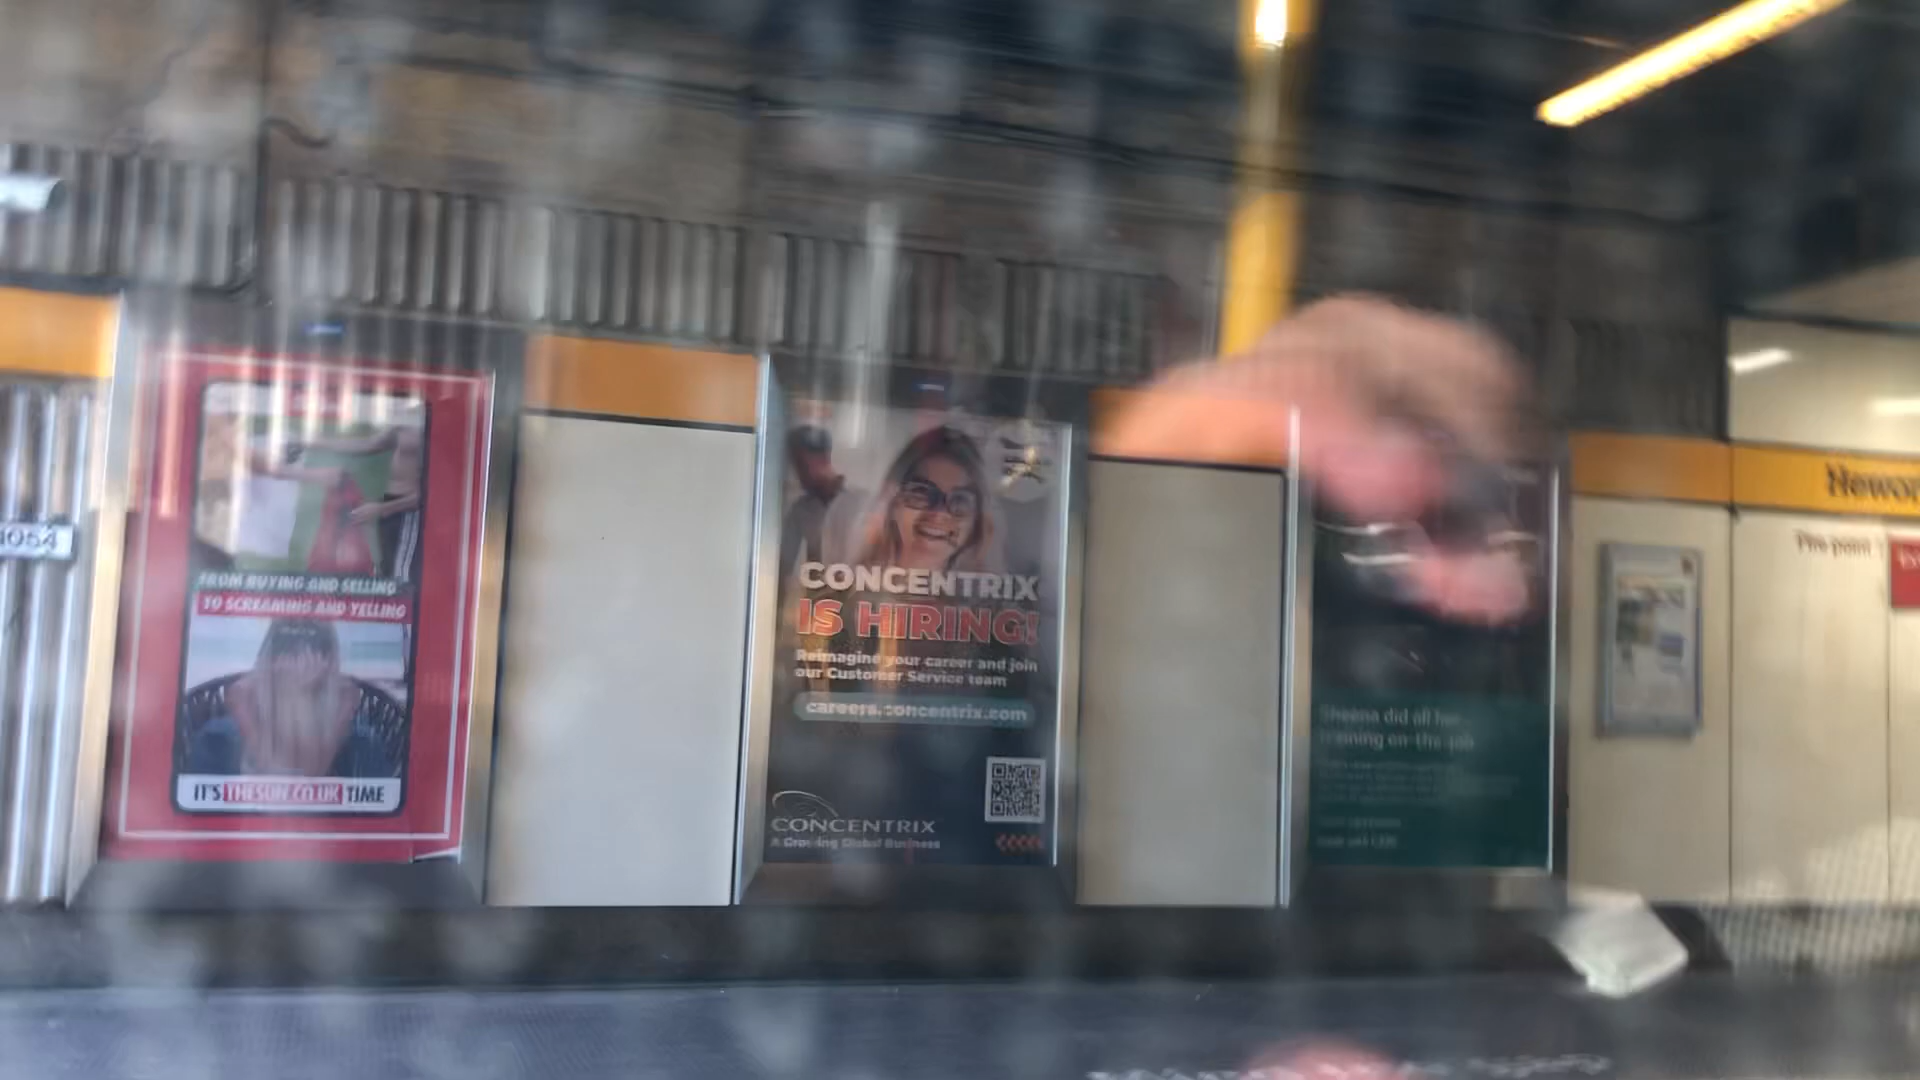 1054
FROM BUYING AND SELLING
TO SCREAMING AND YELLING
IT'S THESUN.CO.UK TIME
CONCENTRIX
IS HIRING!
Reimagine your career and join
our Customer Service team
careers.concentrix.com
CONCENTRIX
A Growing Global Business
Sheena did all her
training on-the-job
Hewor